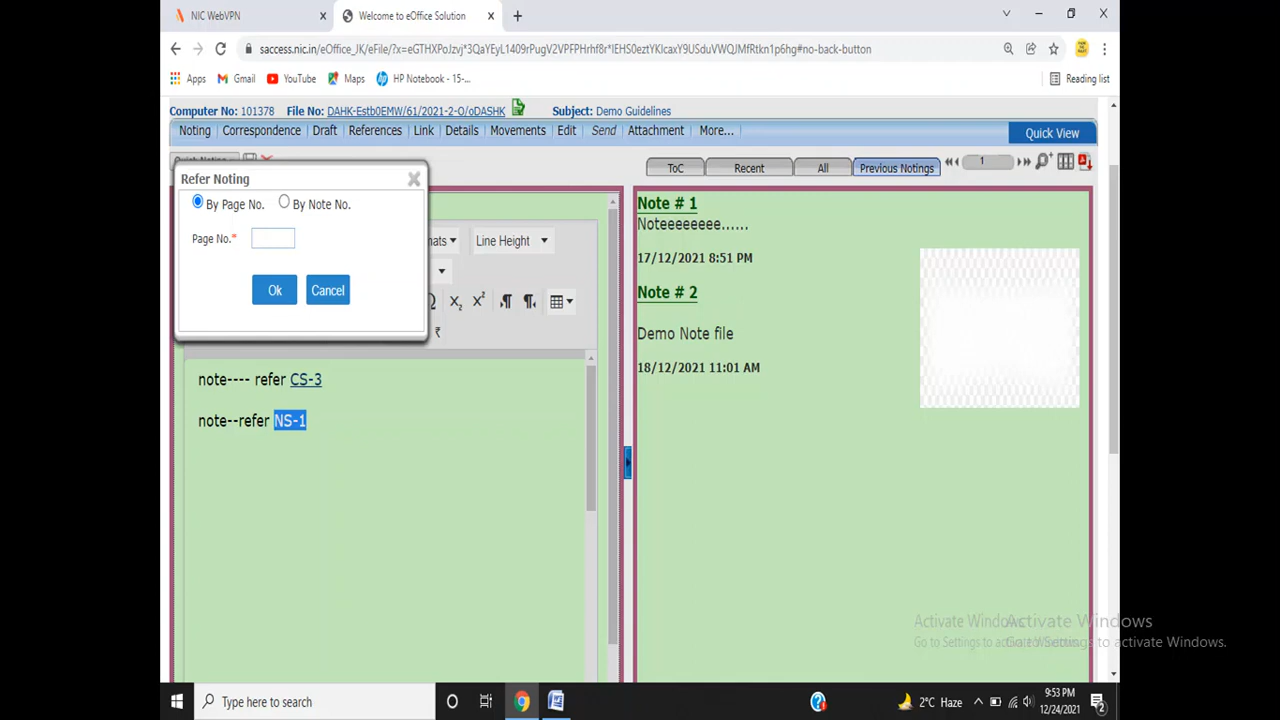 NIC WebVPN
Welcome to eOffice Solution
saccess.nic.in/eOffice_JK/eFile/?x=eGTHXPoJzvj*3QaYEyL1409rPugV2VPFPHrhf8r*lEHS0eztYKIcaxY9USduVWQJMfRtkn1p6hg#no-back-button
Apps Gmail YouTube Maps HP Notebook - 15-... Reading list
Computer No: 101378 File No: DAHK-Estb0EMW/61/2021-2-O/oDASHK Subject: Demo Guidelines
Noting Correspondence Draft References Link Details Movements Edit Send Attachment More... Quick View
ToC Recent All Previous Notings 1
Refer Noting
By Page No. By Note No.
Page No.*
Ok Cancel
mats Line Height
X₂ X²
₹
note---- refer CS-3
note--refer NS-1
Note # 1
Noteeeeeeee......
17/12/2021 8:51 PM
Note # 2
Demo Note file
18/12/2021 11:01 AM
Activate Windows
Go to Settings to activate Windows.
Type here to search
2°C Haze
9:53 PM
12/24/2021
2